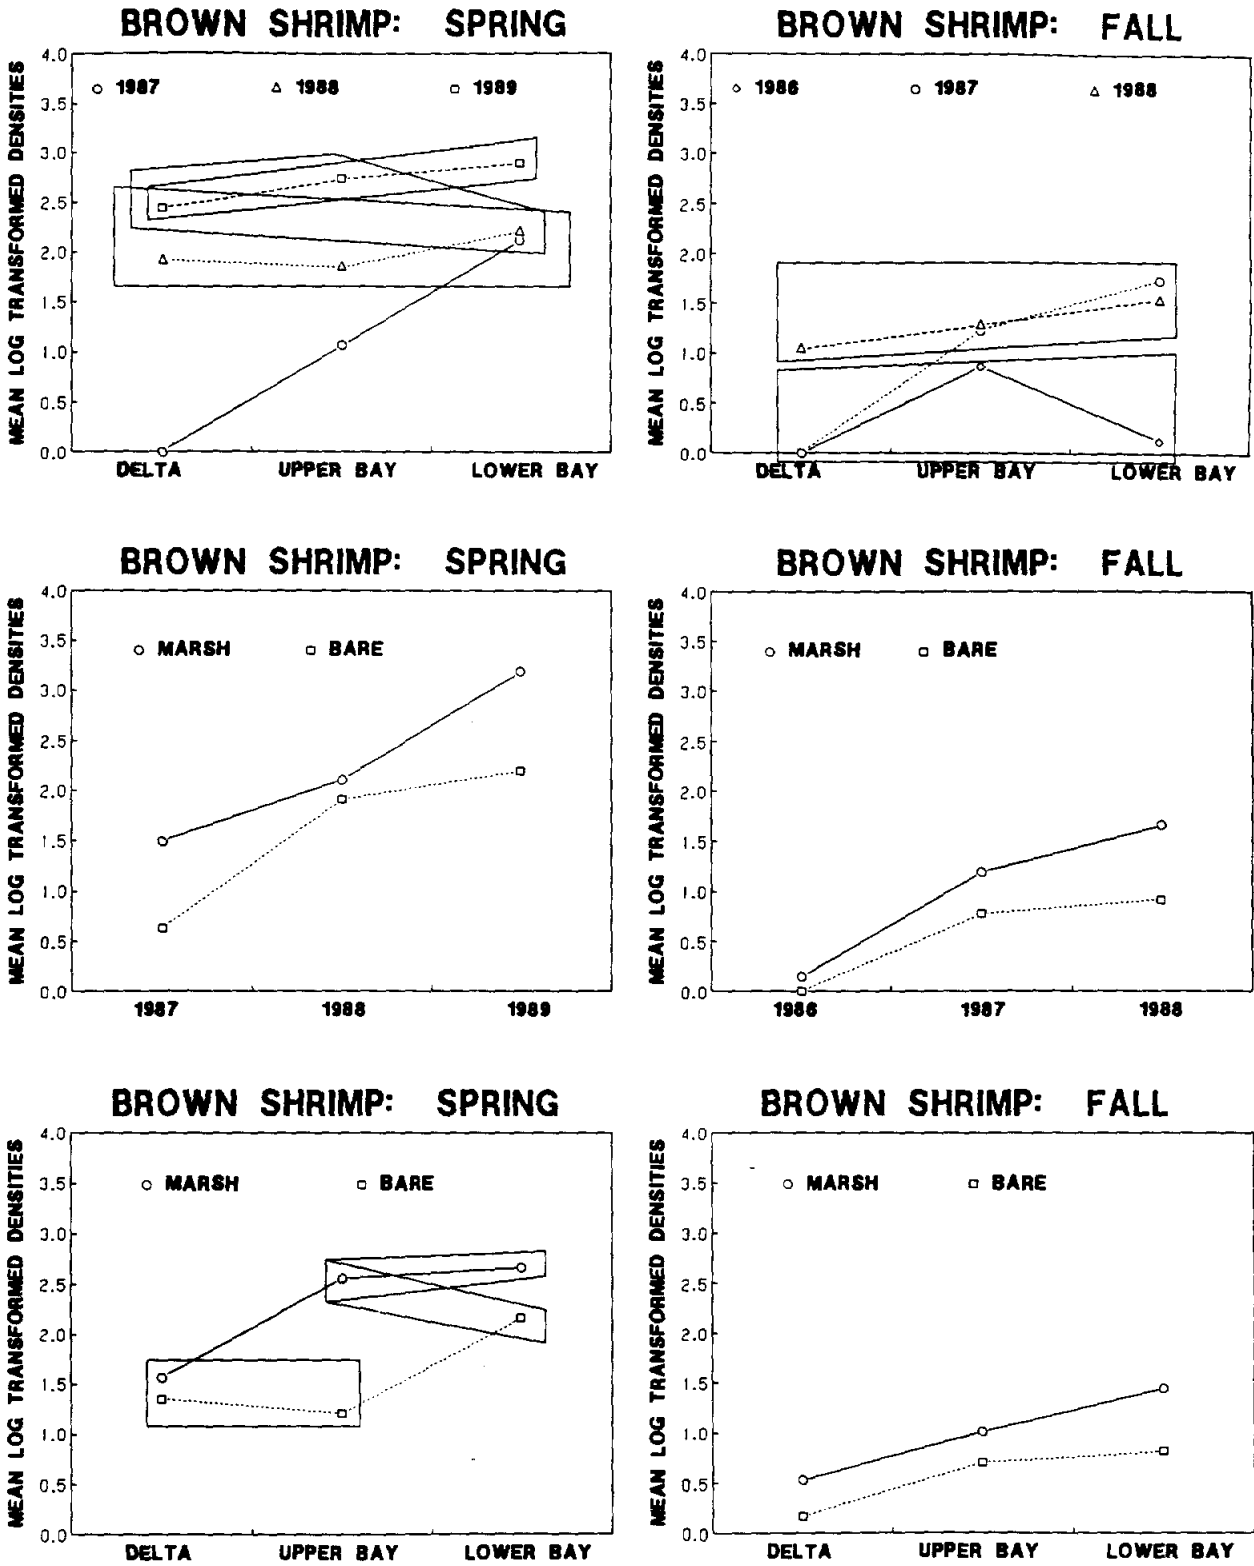 BROWN SHRIMP: SPRING
MEAN LOG TRANSFORMED DENSITIES
4.0
3.5
3.0
2.5
2.0
1.5
1.0
0.5
0.0
1987 1988 1989
DELTA UPPER BAY LOWER BAY
BROWN SHRIMP: FALL
MEAN LOG TRANSFORMED DENSITIES
4.0
3.5
3.0
2.5
2.0
1.5
1.0
0.5
0.0
1986 1987 1988
DELTA UPPER BAY LOWER BAY
BROWN SHRIMP: SPRING
MEAN LOG TRANSFORMED DENSITIES
4.0
3.5
3.0
2.5
2.0
1.5
1.0
0.5
0.0
MARSH BARE
1987 1988 1989
BROWN SHRIMP: FALL
MEAN LOG TRANSFORMED DENSITIES
4.0
3.5
3.0
2.5
2.0
1.5
1.0
0.5
0.0
MARSH BARE
1986 1987 1988
BROWN SHRIMP: SPRING
MEAN LOG TRANSFORMED DENSITIES
4.0
3.5
3.0
2.5
2.0
1.5
1.0
0.5
0.0
MARSH BARE
DELTA UPPER BAY LOWER BAY
BROWN SHRIMP: FALL
MEAN LOG TRANSFORMED DENSITIES
4.0
3.5
3.0
2.5
2.0
1.5
1.0
0.5
0.0
MARSH BARE
DELTA UPPER BAY LOWER BAY